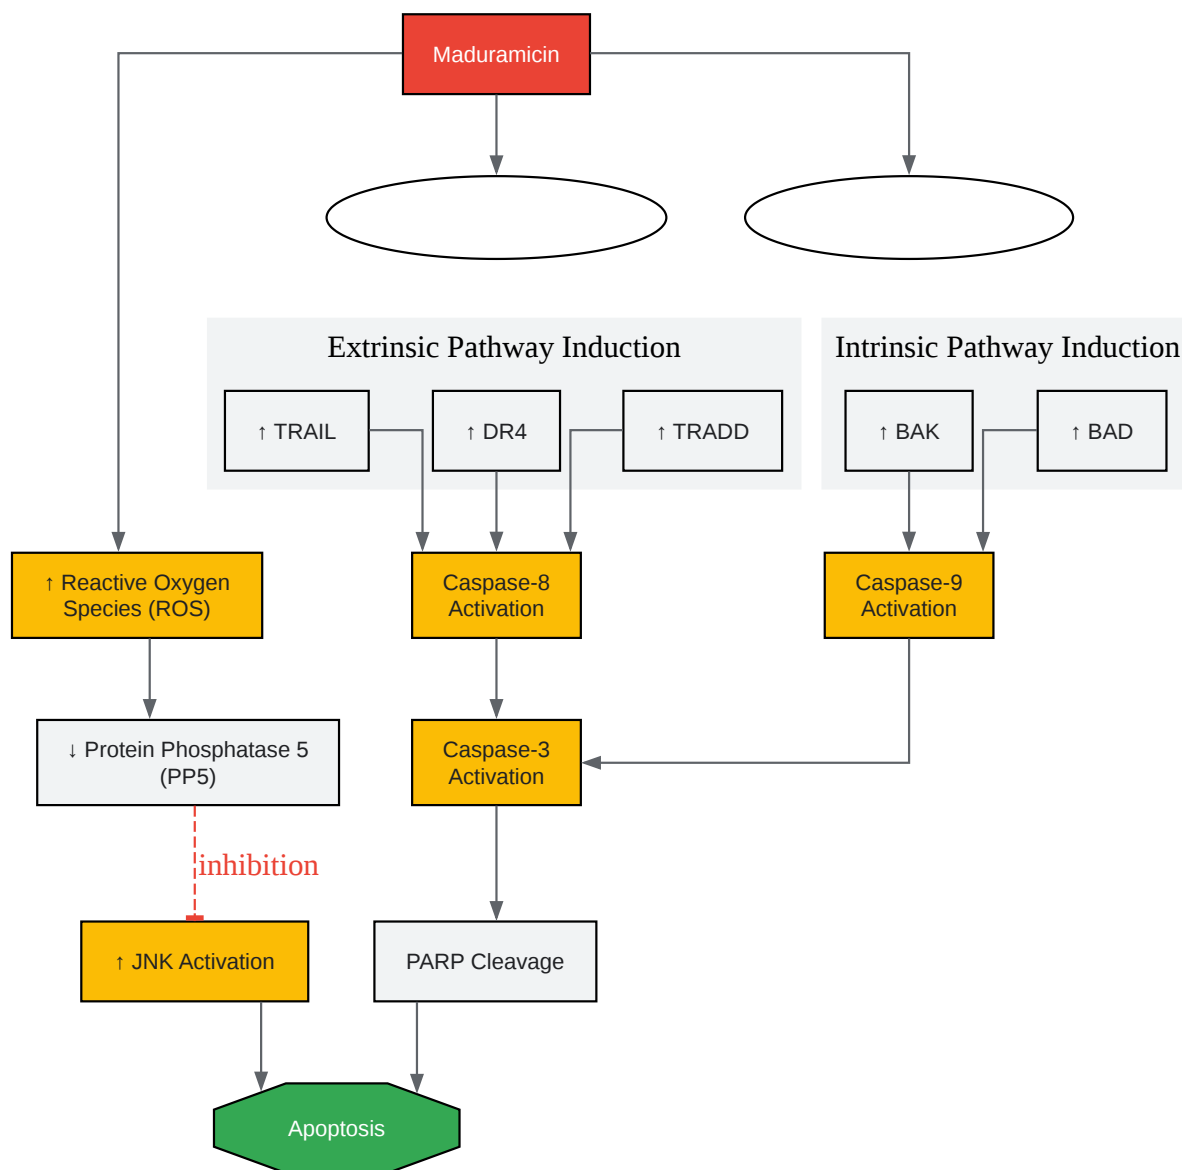 Maduramicin
Extrinsic Pathway Induction
Intrinsic Pathway Induction
↑ TRAIL
↑ DR4
↑ TRADD
↑ BAK
↑ BAD
↑ Reactive Oxygen
Species (ROS)
Caspase-8
Activation
Caspase-9
Activation
↓ Protein Phosphatase 5
(PP5)
Caspase-3
Activation
inhibition
↑ JNK Activation
PARP Cleavage
Apoptosis